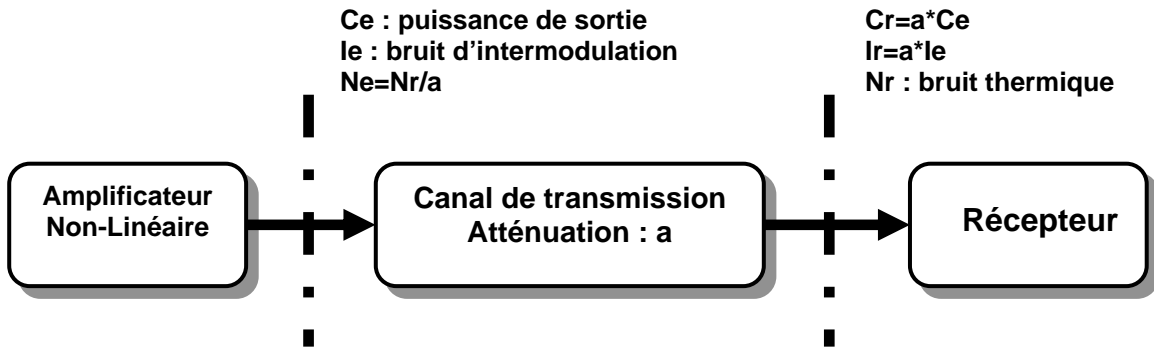 Ce : puissance de sortie
Ie : bruit d'intermodulation
Ne=Nr/a
Cr=a*Ce
Ir=a*Ie
Nr : bruit thermique
Amplificateur
Non-Linéaire
Canal de transmission
Atténuation : a
Récepteur